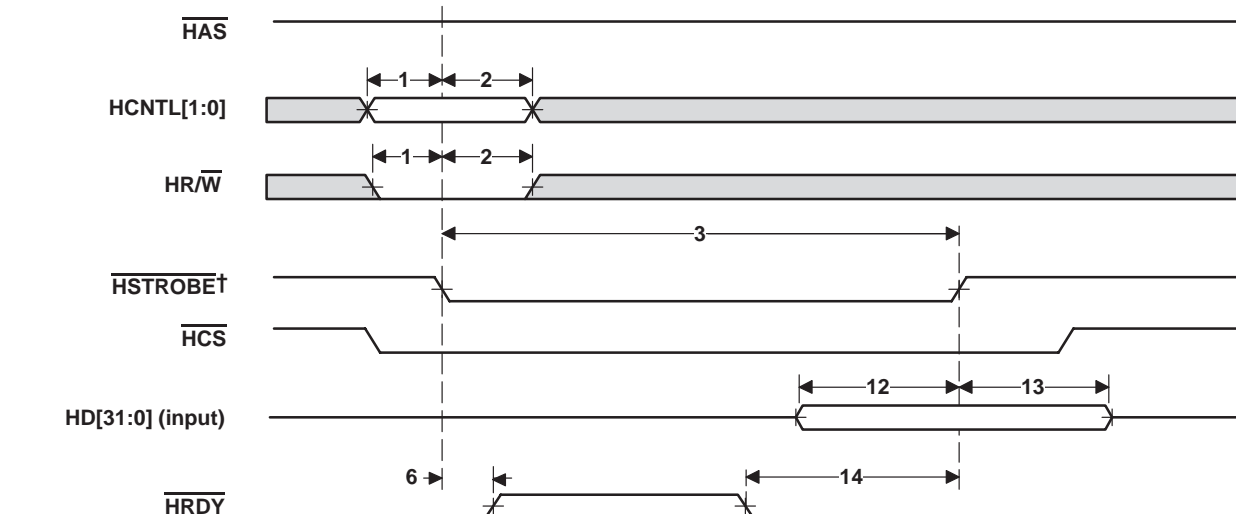 HAS
1 2
HCNTL[1:0]
1 2
HR/W
3
HSTROBE†
HCS
12 13
HD[31:0] (input)
6 14
HRDY